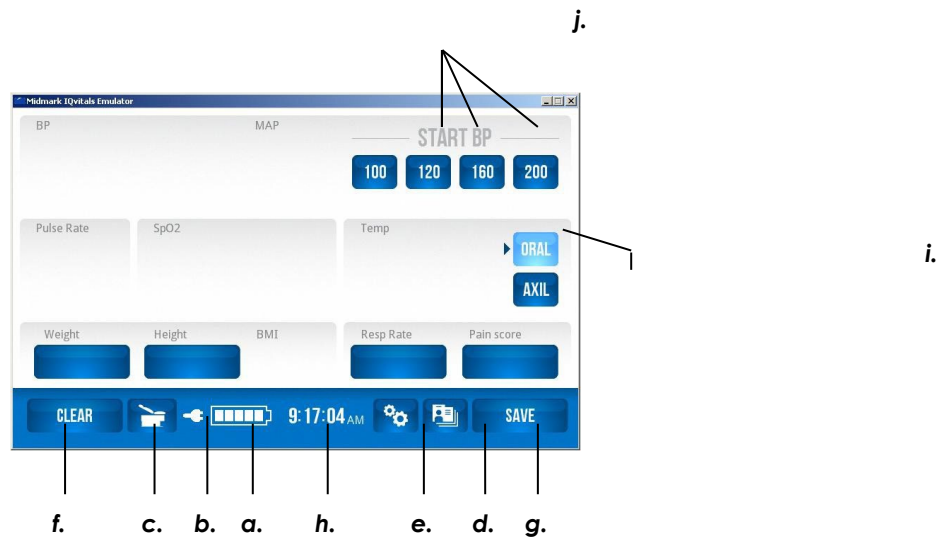 j.
Midmark IQvitals Emulator
BP MAP START BP
100 120 160 200
Pulse Rate SpO2 Temp
ORAL
i.
AXIL
Weight Height BMI Resp Rate Pain score
CLEAR 9:17:04 AM SAVE
f. c. b. a. h. e. d. g.